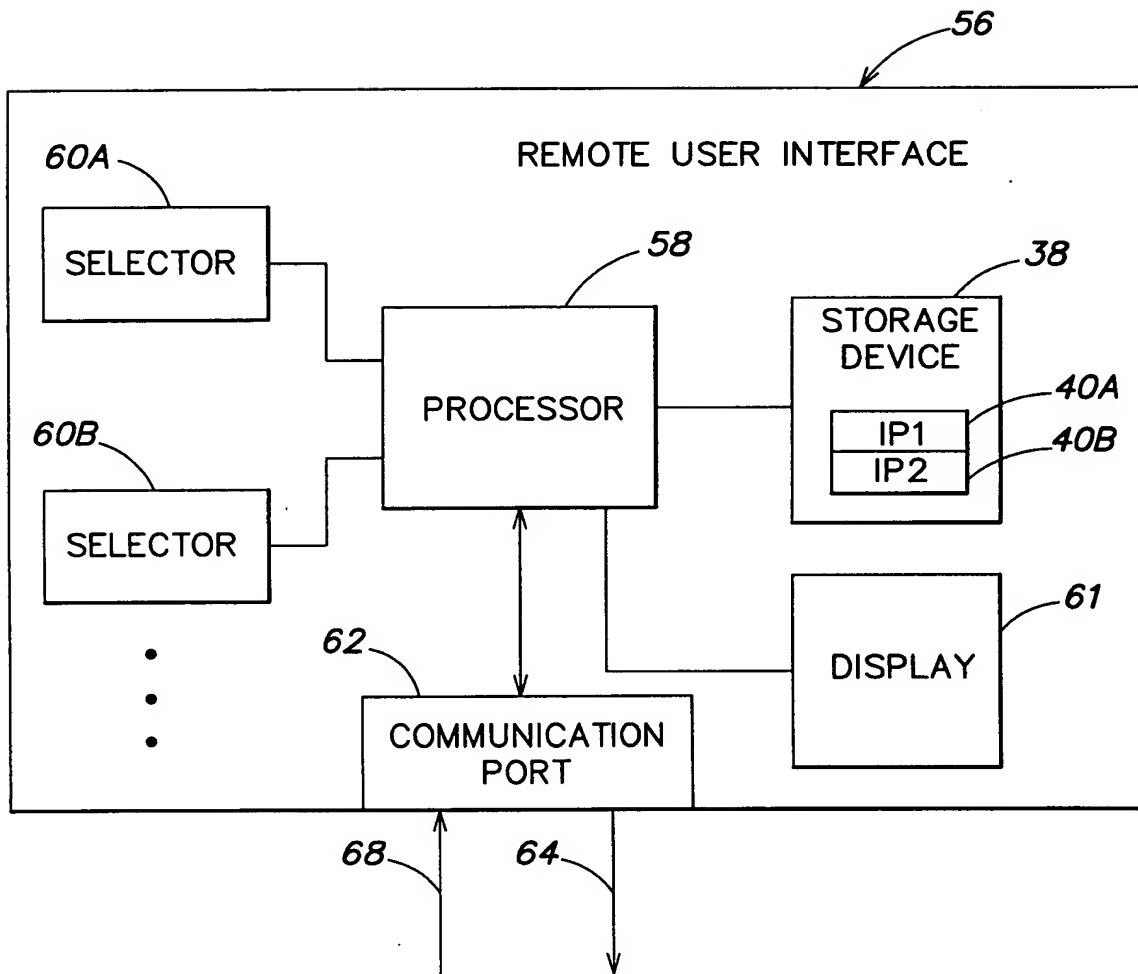 56
REMOTE USER INTERFACE
60A
SELECTOR
58
PROCESSOR
38
STORAGE
DEVICE
40A
IP1
40B
IP2
60B
SELECTOR
62
COMMUNICATION
PORT
61
DISPLAY
68
64